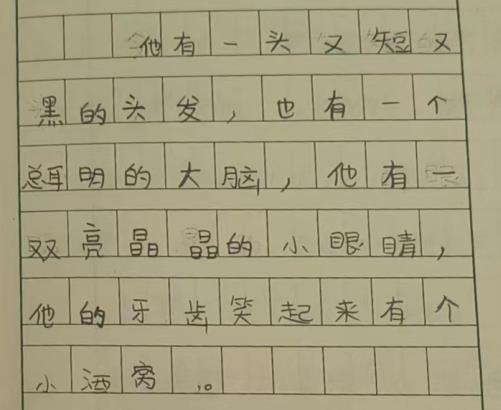 他有一头又短又
黑的头发，也有一个
聪明的大脑，他有一
双亮晶晶的小眼睛，
他的牙齿笑起来有个
小酒窝。